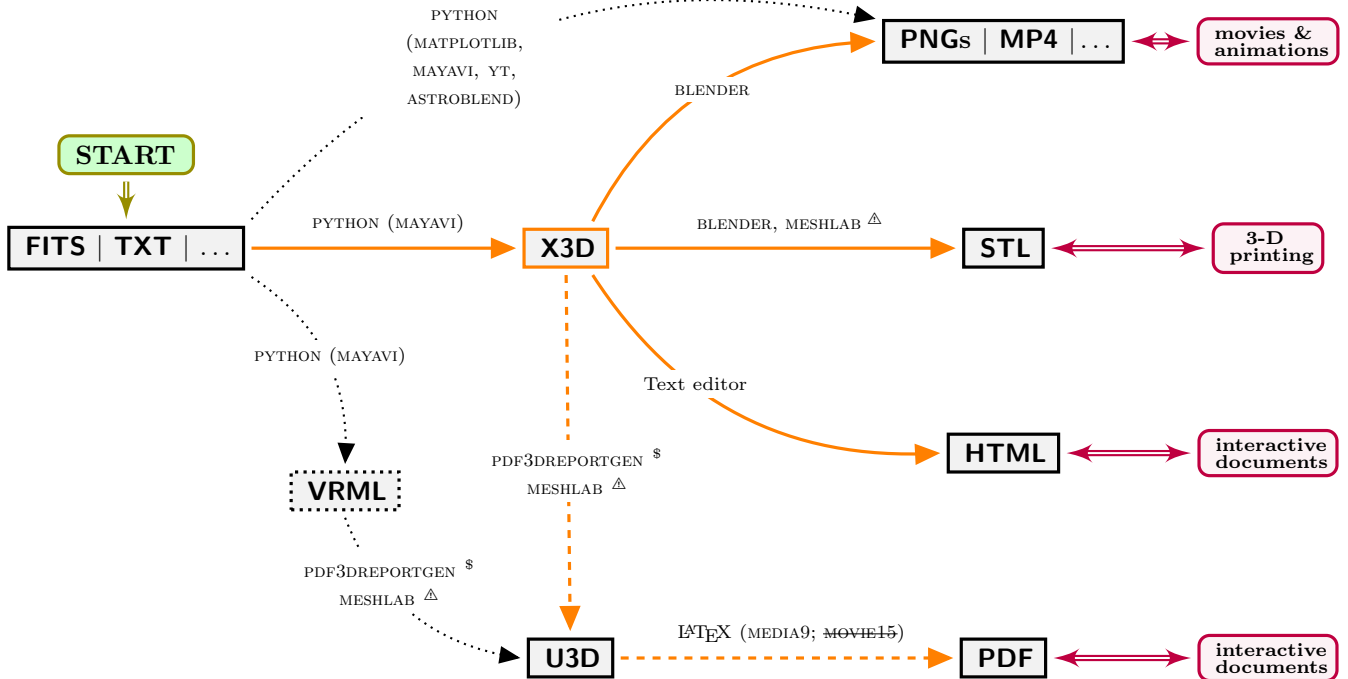 PYTHON
(MATPLOTLIB,
MAYAVI, YT,
ASTROBLEND)
PNGs | MP4 | ...
movies &
animations
BLENDER
START
FITS | TXT | ...
PYTHON (MAYAVI)
X3D
BLENDER, MESHLAB ⚠
STL
3-D
printing
PYTHON (MAYAVI)
Text editor
HTML
interactive
documents
PDF3DREPORTGEN $
MESHLAB ⚠
VRML
PDF3DREPORTGEN $
MESHLAB ⚠
U3D
LATEX (MEDIA9; MOVIE15)
PDF
interactive
documents